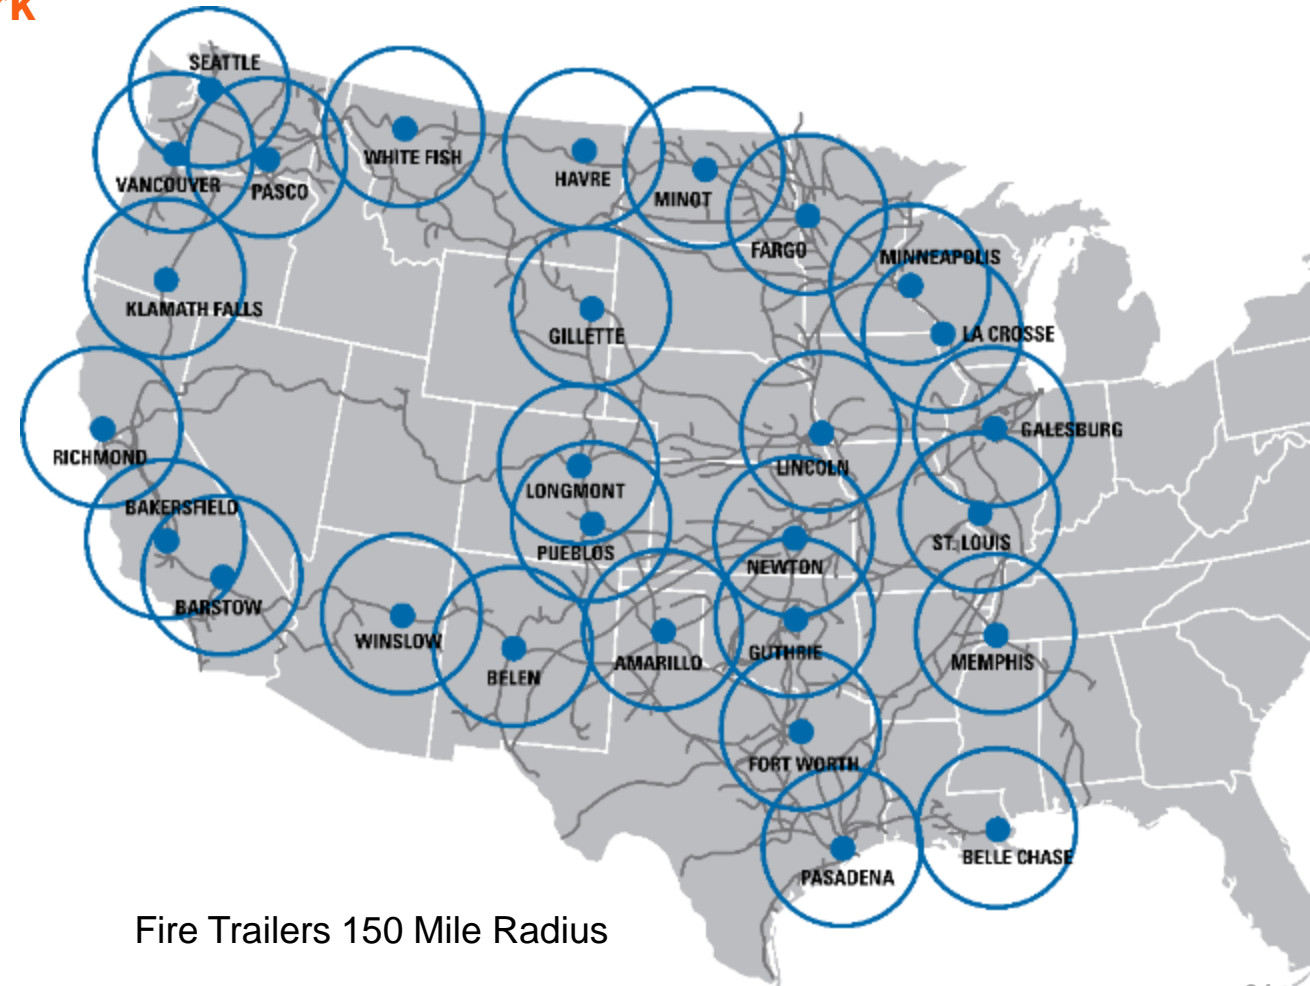 rk
SEATTLE
WHITE FISH
VANCOUVER
PASCO
HAVRE
MINOT
FARGO
MINNEAPOLIS
KLAMATH FALLS
GILLETTE
LA CROSSE
RICHMOND
GALESBURG
LINCOLN
LONGMONT
BAKERSFIELD
PUEBLOS
ST. LOUIS
NEWTON
BARSTOW
WINSLOW
GUTHRIE
AMARILLO
MEMPHIS
BELEN
FORT WORTH
BELLE CHASE
PASADENA
Fire Trailers 150 Mile Radius